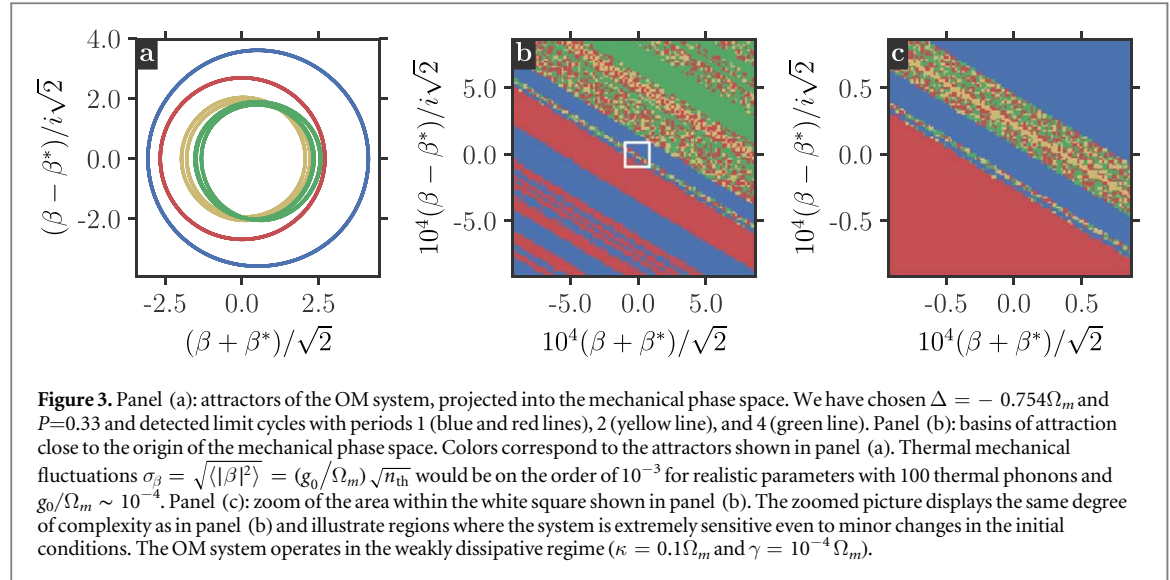 a
4.0
2.0
0.0
-2.0
(β − β*)/i√2
-2.5
0.0
2.5
(β + β*)/√2
b
5.0
0.0
-5.0
10⁴(β − β*)/i√2
-5.0
0.0
5.0
10⁴(β + β*)/√2
c
0.5
0.0
-0.5
10⁴(β − β*)/i√2
-0.5
0.0
0.5
10⁴(β + β*)/√2
Figure 3. Panel (a): attractors of the OM system, projected into the mechanical phase space. We have chosen Δ = − 0.754Ωₘ and
P=0.33 and detected limit cycles with periods 1 (blue and red lines), 2 (yellow line), and 4 (green line). Panel (b): basins of attraction
close to the origin of the mechanical phase space. Colors correspond to the attractors shown in panel (a). Thermal mechanical
fluctuations σ_β = √⟨|β|²⟩ = (g₀/Ωₘ)√n_th would be on the order of 10⁻³ for realistic parameters with 100 thermal phonons and
g₀/Ωₘ ∼ 10⁻⁴. Panel (c): zoom of the area within the white square shown in panel (b). The zoomed picture displays the same degree
of complexity as in panel (b) and illustrate regions where the system is extremely sensitive even to minor changes in the initial
conditions. The OM system operates in the weakly dissipative regime (κ = 0.1Ωₘ and γ = 10⁻⁴ Ωₘ).